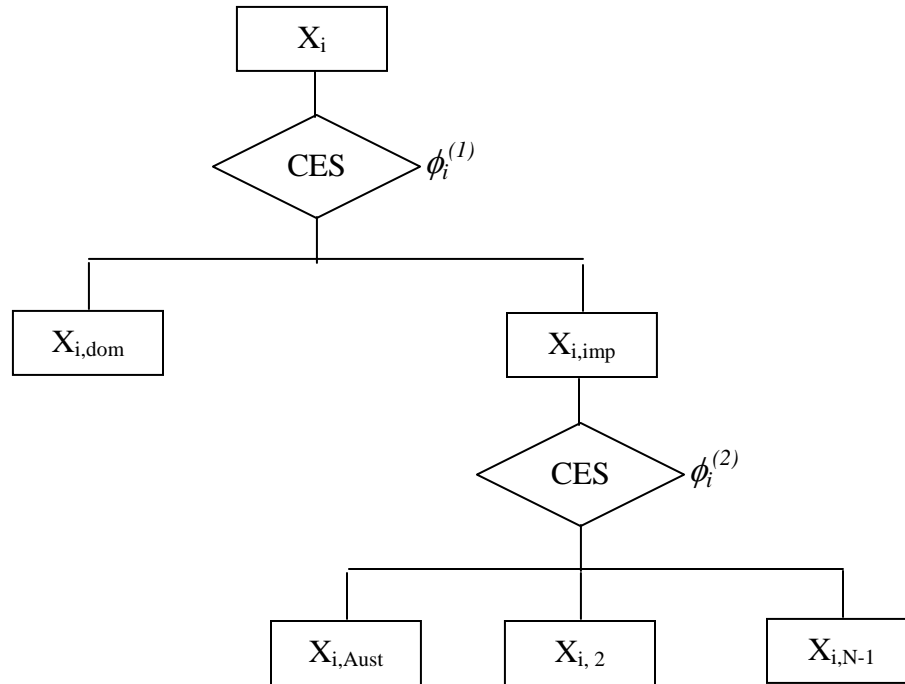 Xi
CES ϕi(1)
Xi,dom Xi,imp
CES ϕi(2)
Xi,Aust Xi, 2 Xi,N-1